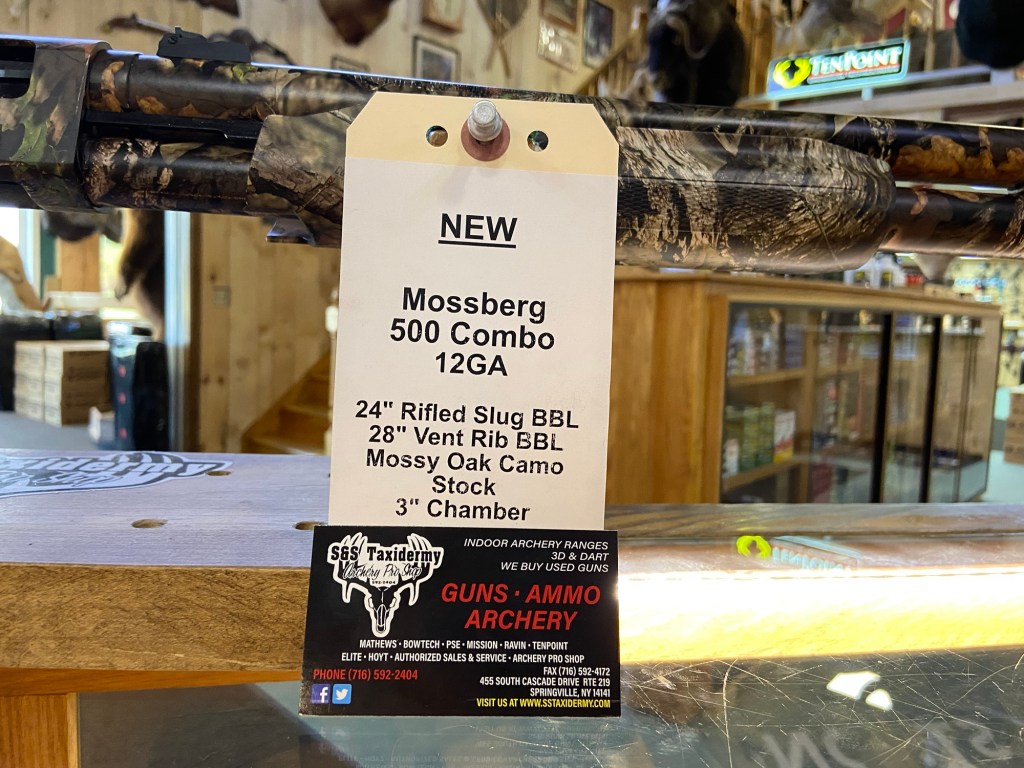 TENPOINT
NEW
Mossberg
500 Combo
12GA
24" Rifled Slug BBL
28" Vent Rib BBL
Mossy Oak Camo
Stock
3" Chamber
Taxidermy
S&S Taxidermy
Archery Pro Shop
592-2404
INDOOR ARCHERY RANGES
3D & DART
WE BUY USED GUNS
GUNS · AMMO
ARCHERY
MATHEWS · BOWTECH · PSE · MISSION · RAVIN · TENPOINT
ELITE · HOYT · AUTHORIZED SALES & SERVICE · ARCHERY PRO SHOP
PHONE (716) 592-2404
FAX (716) 592-4172
455 SOUTH CASCADE DRIVE RTE 219
SPRINGVILLE, NY 14141
VISIT US AT WWW.SSTAXIDERMY.COM